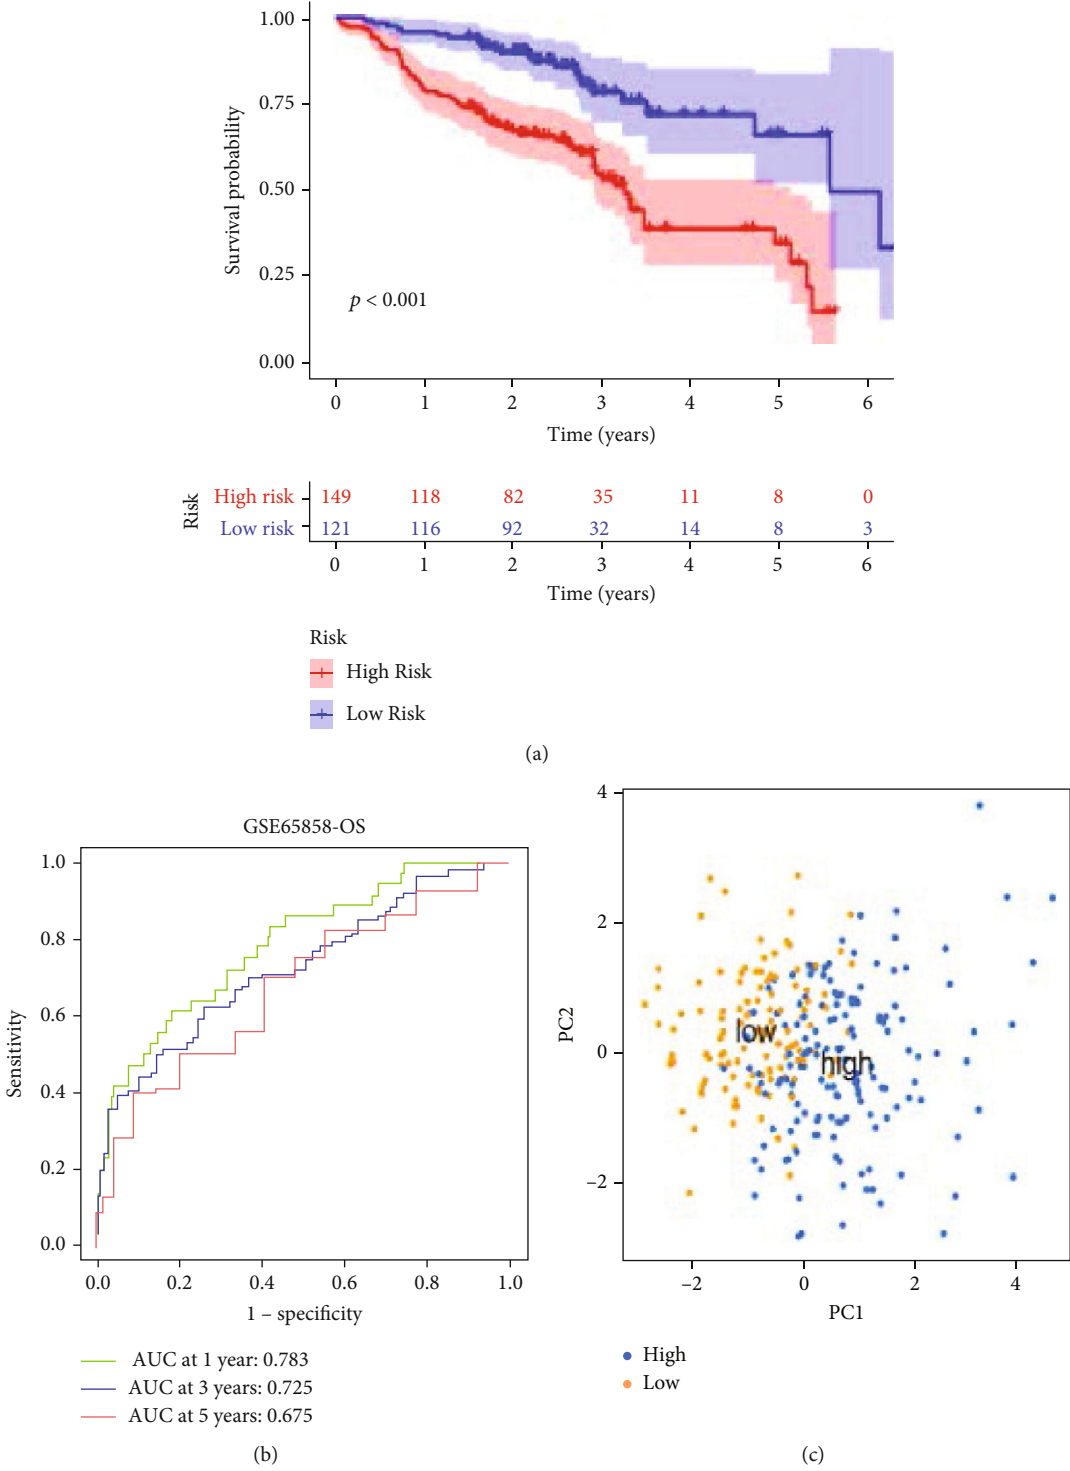 1.00
0.75
0.50
0.25
0.00
Survival probability
p < 0.001
0 1 2 3 4 5 6
Time (years)
Risk
High risk 149 118 82 35 11 8 0
Low risk 121 116 92 32 14 8 3
0 1 2 3 4 5 6
Time (years)
Risk
High Risk
Low Risk
(a)
GSE65858-OS
1.0
0.8
0.6
0.4
0.2
0.0
Sensitivity
0.0 0.2 0.4 0.6 0.8 1.0
1 – specificity
AUC at 1 year: 0.783
AUC at 3 years: 0.725
AUC at 5 years: 0.675
(b)
4
2
0
–2
PC2
low
high
–2 0 2 4
PC1
High
Low
(c)